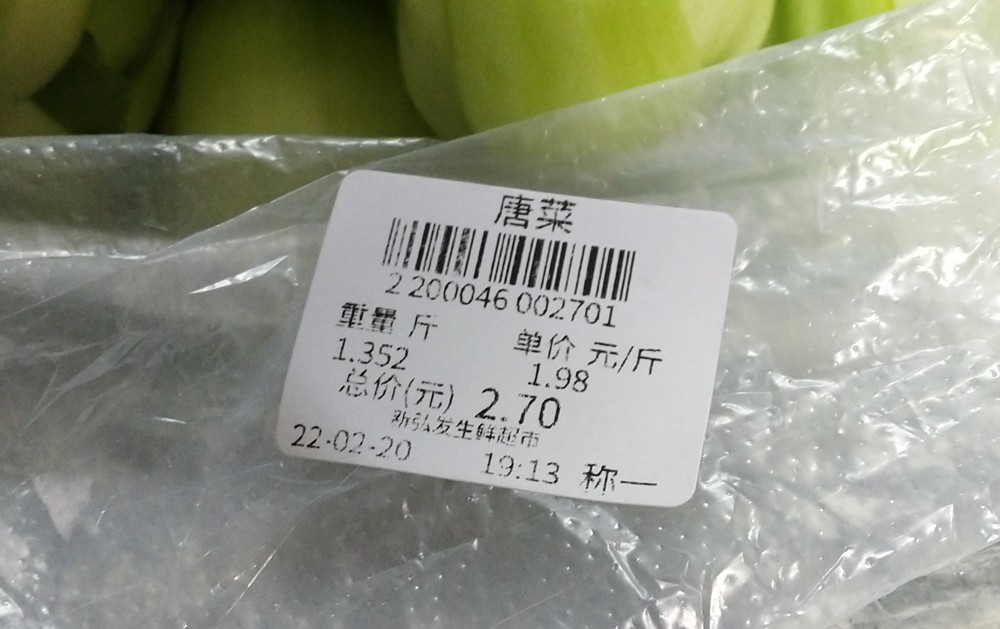 唐菜
2 200046 002701
重量 斤 单价 元/斤
1.352 1.98
总价(元) 2.70
新弘发生鲜超市
22-02-20 19:13 称一